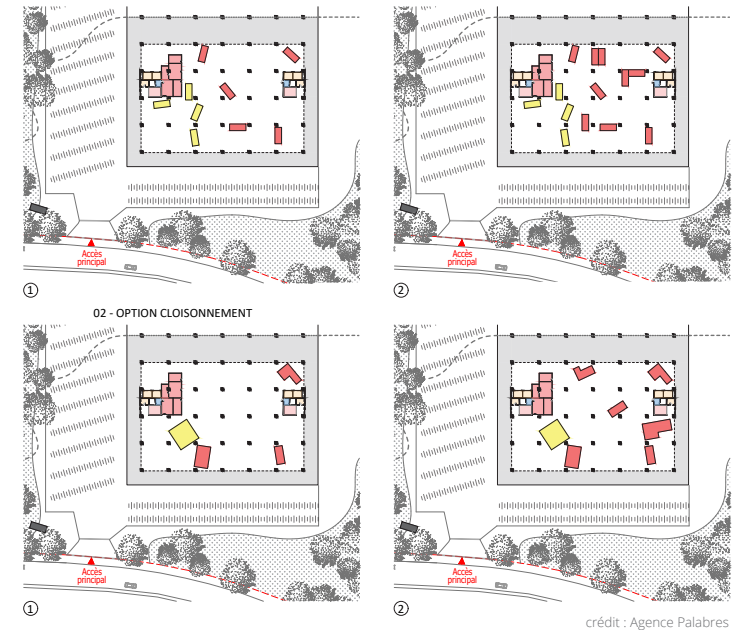 Accès
principal
Accès
principal
①
②
02 - OPTION CLOISONNEMENT
Accès
principal
Accès
principal
①
②
crédit : Agence Palabres